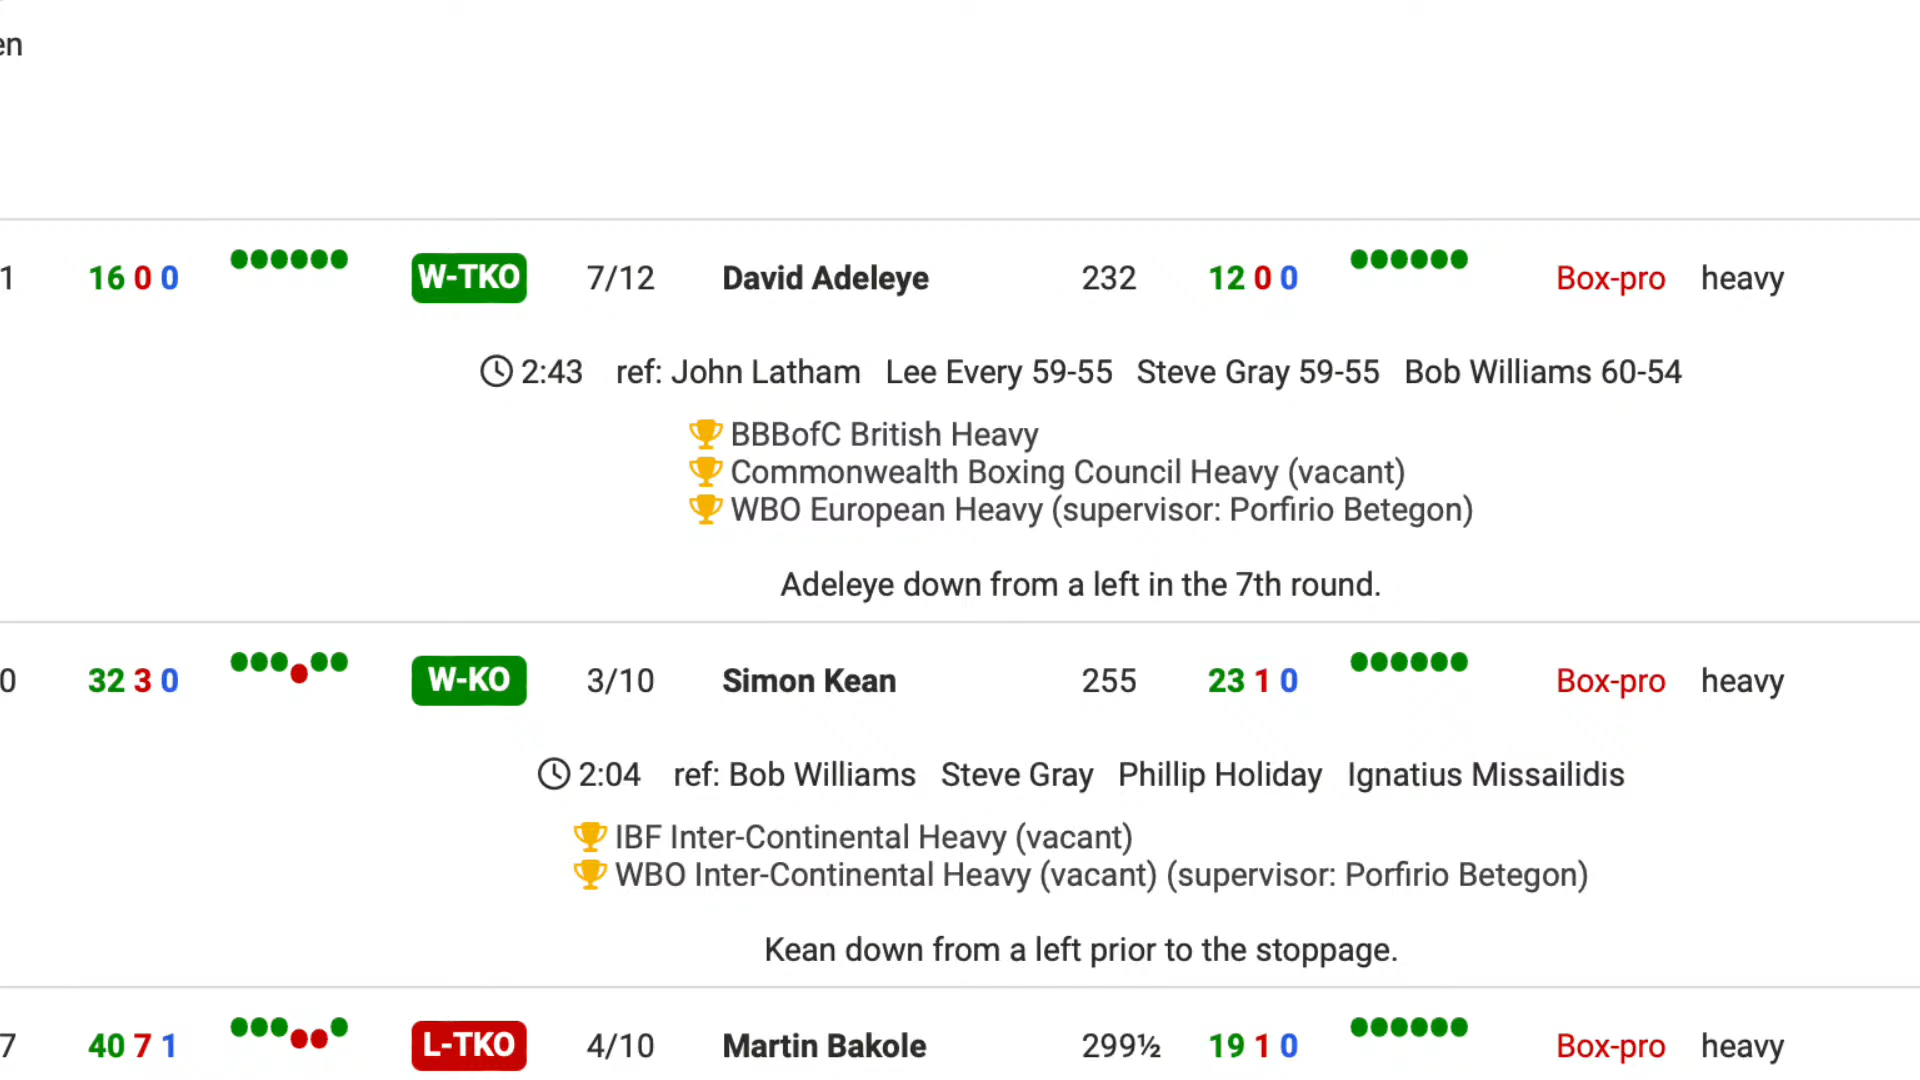 en
1 16 0 0 W-TKO 7/12 David Adeleye 232 12 0 0 Box-pro heavy
2:43 ref: John Latham Lee Every 59-55 Steve Gray 59-55 Bob Williams 60-54
BBBofC British Heavy
Commonwealth Boxing Council Heavy (vacant)
WBO European Heavy (supervisor: Porfirio Betegon)
Adeleye down from a left in the 7th round.
0 32 3 0 W-KO 3/10 Simon Kean 255 23 1 0 Box-pro heavy
2:04 ref: Bob Williams Steve Gray Phillip Holiday Ignatius Missailidis
IBF Inter-Continental Heavy (vacant)
WBO Inter-Continental Heavy (vacant) (supervisor: Porfirio Betegon)
Kean down from a left prior to the stoppage.
7 40 7 1 L-TKO 4/10 Martin Bakole 299½ 19 1 0 Box-pro heavy